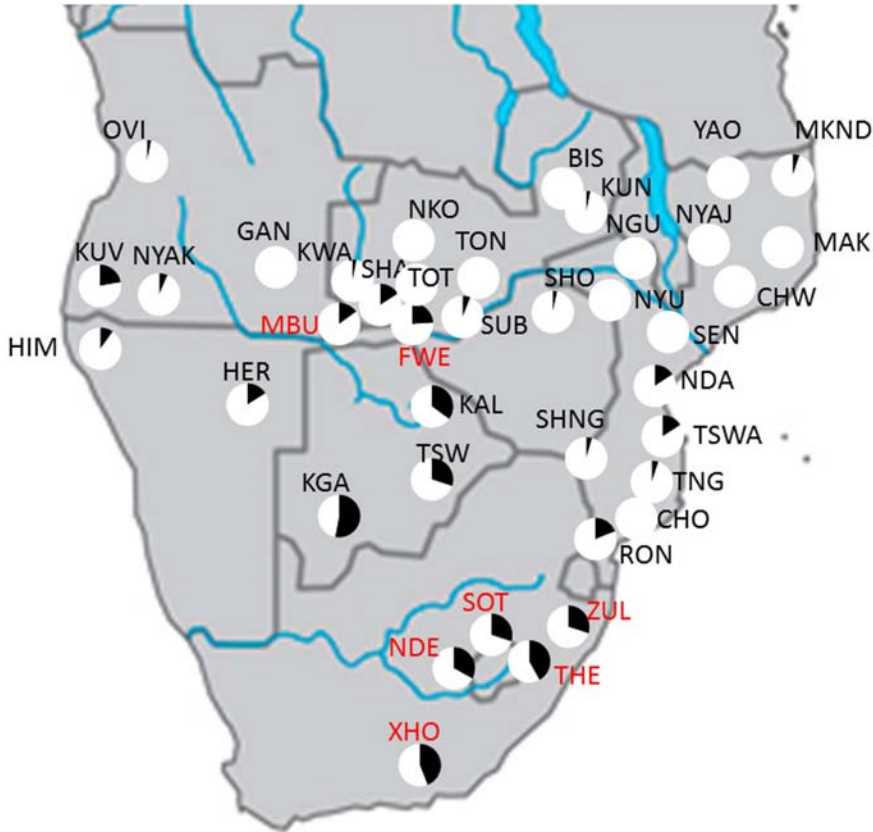 OVI
YAO
MKND
BIS
KUN
NKO
NGU
NYAJ
GAN
KUV
NYAK
KWA
SHA
TOT
TON
SHO
MAK
NYU
CHW
MBU
SUB
SEN
HIM
FWE
HER
NDA
KAL
SHNG
TSWA
TSW
KGA
TNG
CHO
RON
SOT
ZUL
NDE
THE
XHO